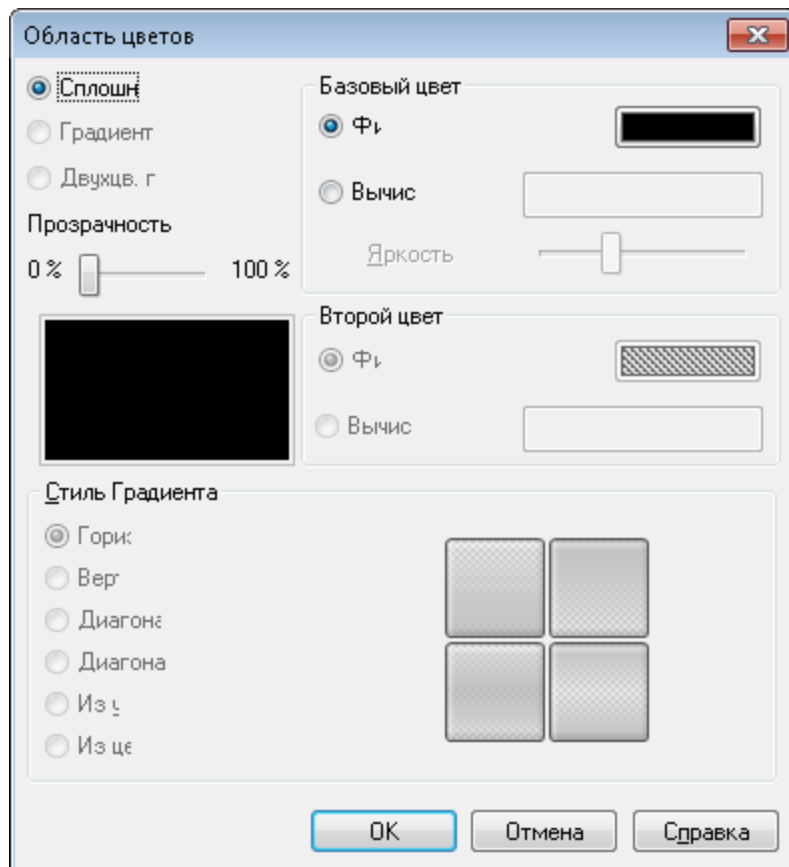 Область цветов
Сплошн
Градиент
Двухцв. г
Прозрачность
0 %
100 %
Базовый цвет
Фи
Вычис
Яркость
Второй цвет
Фи
Вычис
Стиль Градиента
Гориз
Верт
Диагона
Диагона
Из у
Из це
OK
Отмена
Справка